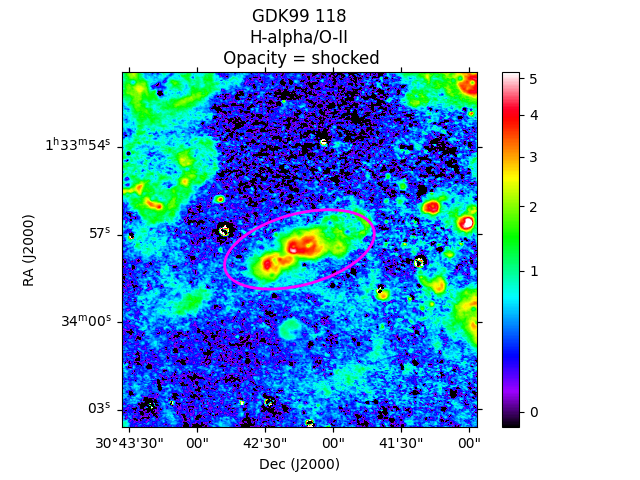 GDK99 118
H-alpha/O-II
Opacity = shocked
1ʰ33ᵐ54ˢ
57ˢ
34ᵐ00ˢ
03ˢ
RA (J2000)
30°43'30" 00" 42'30" 00" 41'30" 00"
Dec (J2000)
5
4
3
2
1
0